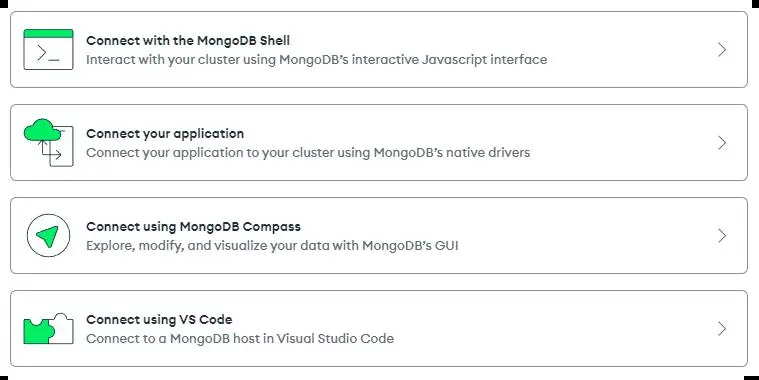 Connect with the MongoDB Shell
Interact with your cluster using MongoDB’s interactive Javascript interface
Connect your application
Connect your application to your cluster using MongoDB’s native drivers
Connect using MongoDB Compass
Explore, modify, and visualize your data with MongoDB’s GUI
Connect using VS Code
Connect to a MongoDB host in Visual Studio Code